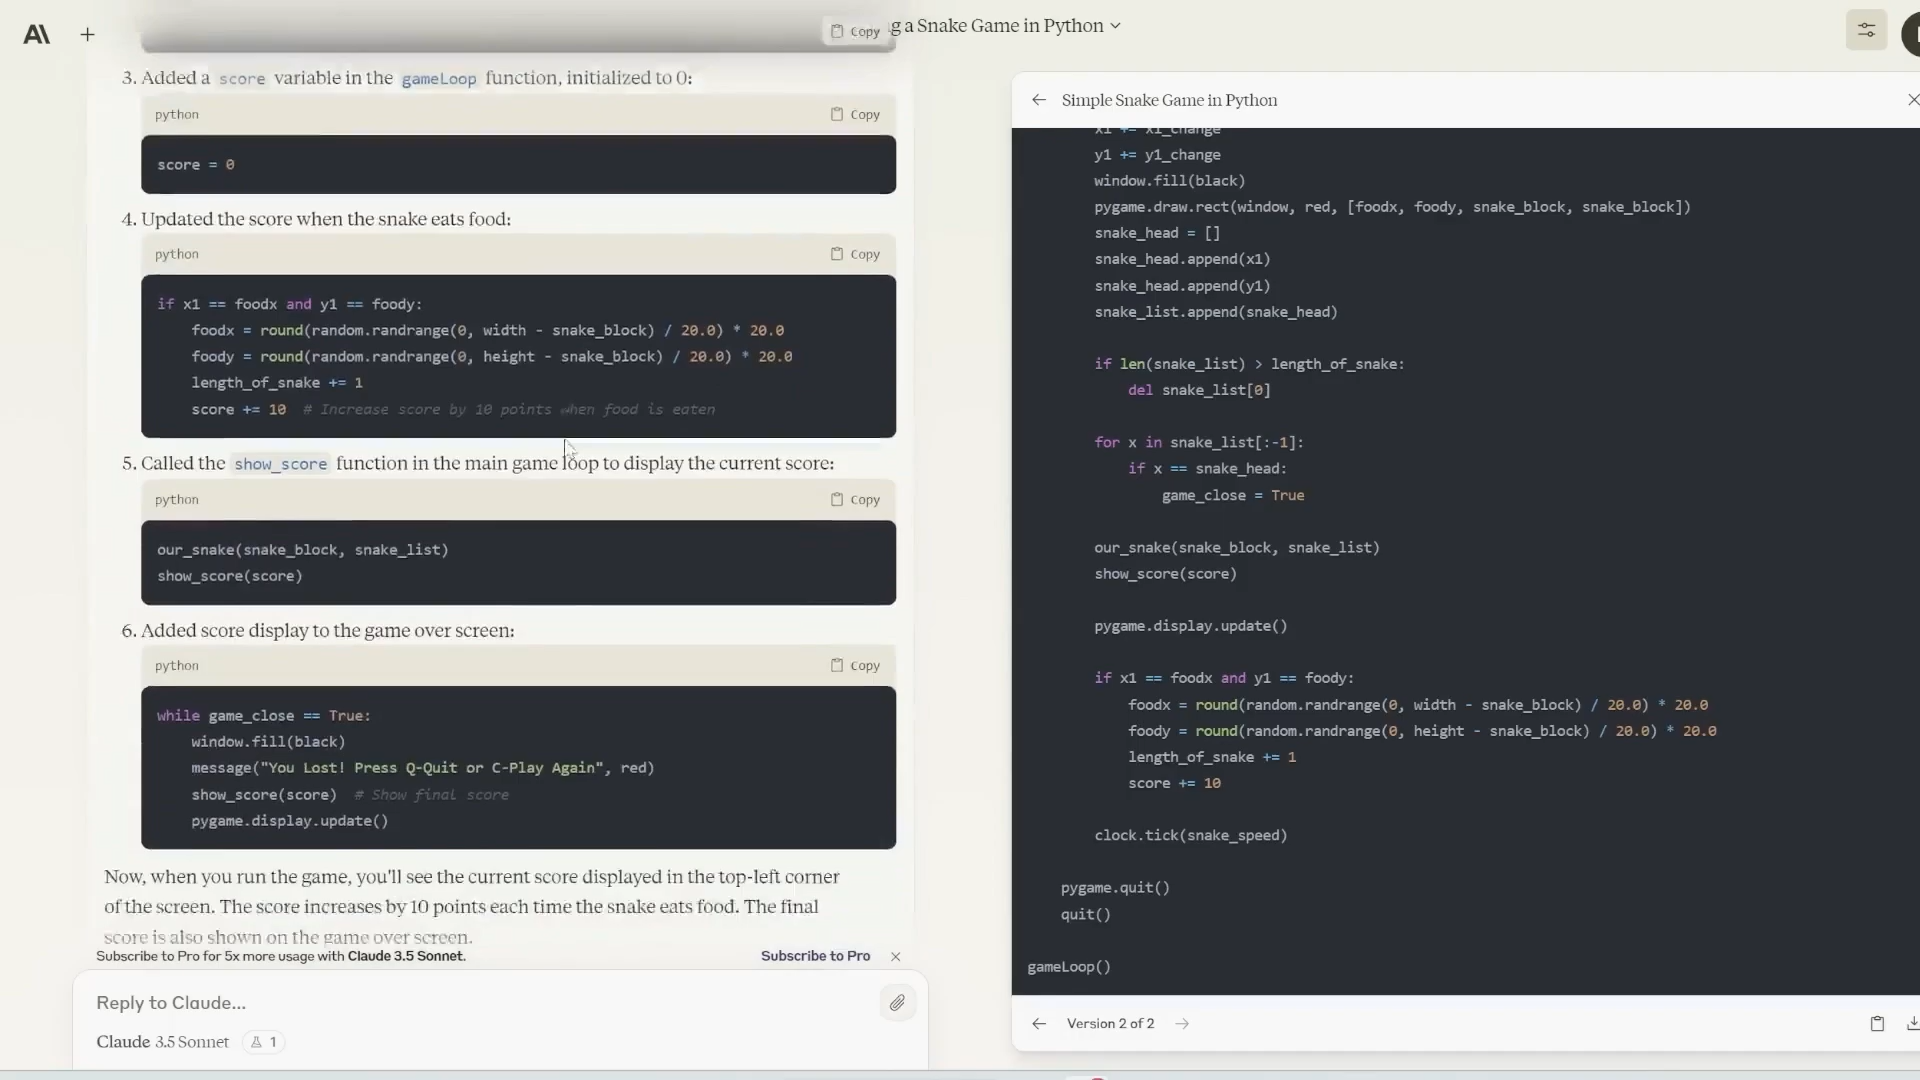 g a Snake Game in Python
Copy
3. Added a score variable in the gameLoop function, initialized to 0:
python
Copy
score = 0
4. Updated the score when the snake eats food:
python
Copy
if x1 == foodx and y1 == foody:
foodx = round(random.randrange(0, width - snake_block) / 20.0) * 20.0
foody = round(random.randrange(0, height - snake_block) / 20.0) * 20.0
length_of_snake += 1
score += 10  # Increase score by 10 points when food is eaten
5. Called the show_score function in the main game loop to display the current score:
python
Copy
our_snake(snake_block, snake_list)
show_score(score)
6. Added score display to the game over screen:
python
Copy
while game_close == True:
window.fill(black)
message("You Lost! Press Q-Quit or C-Play Again", red)
show_score(score)  # Show final score
pygame.display.update()
Now, when you run the game, you'll see the current score displayed in the top-left corner
of the screen. The score increases by 10 points each time the snake eats food. The final
score is also shown on the game over screen.
Subscribe to Pro for 5x more usage with Claude 3.5 Sonnet.
Subscribe to Pro
Reply to Claude...
Claude 3.5 Sonnet
1
Simple Snake Game in Python
x1 += x1_change
y1 += y1_change
window.fill(black)
pygame.draw.rect(window, red, [foodx, foody, snake_block, snake_block])
snake_head = []
snake_head.append(x1)
snake_head.append(y1)
snake_list.append(snake_head)
if len(snake_list) > length_of_snake:
del snake_list[0]
for x in snake_list[:-1]:
if x == snake_head:
game_close = True
our_snake(snake_block, snake_list)
show_score(score)
pygame.display.update()
if x1 == foodx and y1 == foody:
foodx = round(random.randrange(0, width - snake_block) / 20.0) * 20.0
foody = round(random.randrange(0, height - snake_block) / 20.0) * 20.0
length_of_snake += 1
score += 10
clock.tick(snake_speed)
pygame.quit()
quit()
gameLoop()
Version 2 of 2